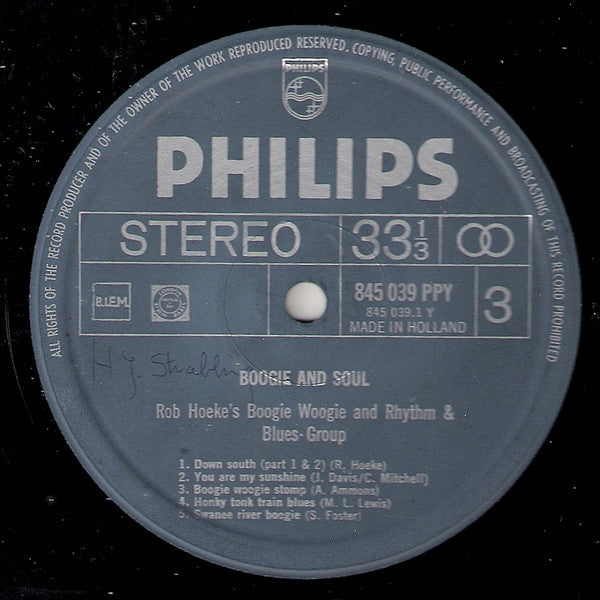 ALL RIGHTS OF THE RECORD PRODUCER AND OF THE OWNER OF THE WORK REPRODUCED RESERVED. COPYING, PUBLIC PERFORMANCE AND BROADCASTING OF THIS RECORD PROHIBITED
PHILIPS
PHILIPS
STEREO 33 1/3
B.I.E.M. 845 039 PPY 3
845 039.1 Y
MADE IN HOLLAND
H.J.
BOOGIE AND SOUL
Rob Hoeke's Boogie Woogie and Rhythm &
Blues-Group
1. Down south (part 1 & 2) (R. Hoeke)
2. You are my sunshine (J. Davis/C. Mitchell)
3. Boogie woogie stomp (A. Ammons)
4. Honky tonk train blues (M. L. Lewis)
5. Swanee river boogie (S. Foster)